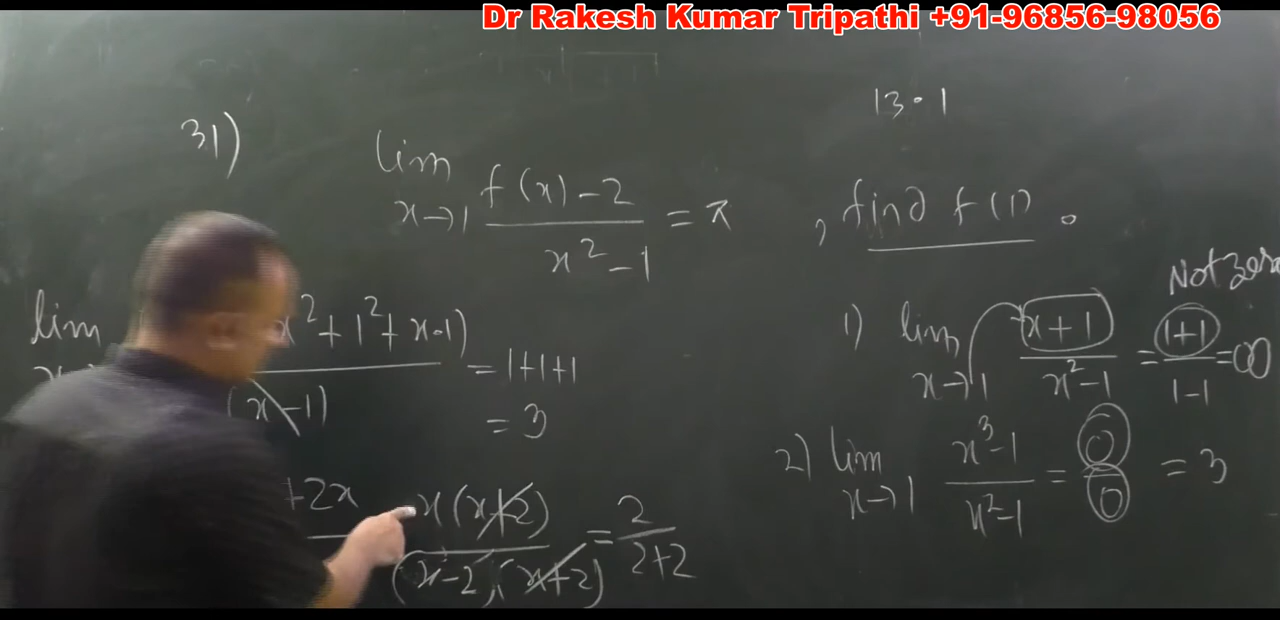 Dr Rakesh Kumar Tripathi +91-96856-98056
13.1
31) lim x→1 (f(x)-2)/(x²-1) = π, find f(1).
Not zero
lim x² + 1² + x·1) / (x-1) = 1+1+1
= 3
1) lim x→1 (x+1)/(x²-1) = (1+1)/(1-1) = ∞
2) lim x→1 (x³-1)/(x²-1) = 0/0 = 3
+2x x(x+2)/(x-2)(x+2) = 2/(2+2)